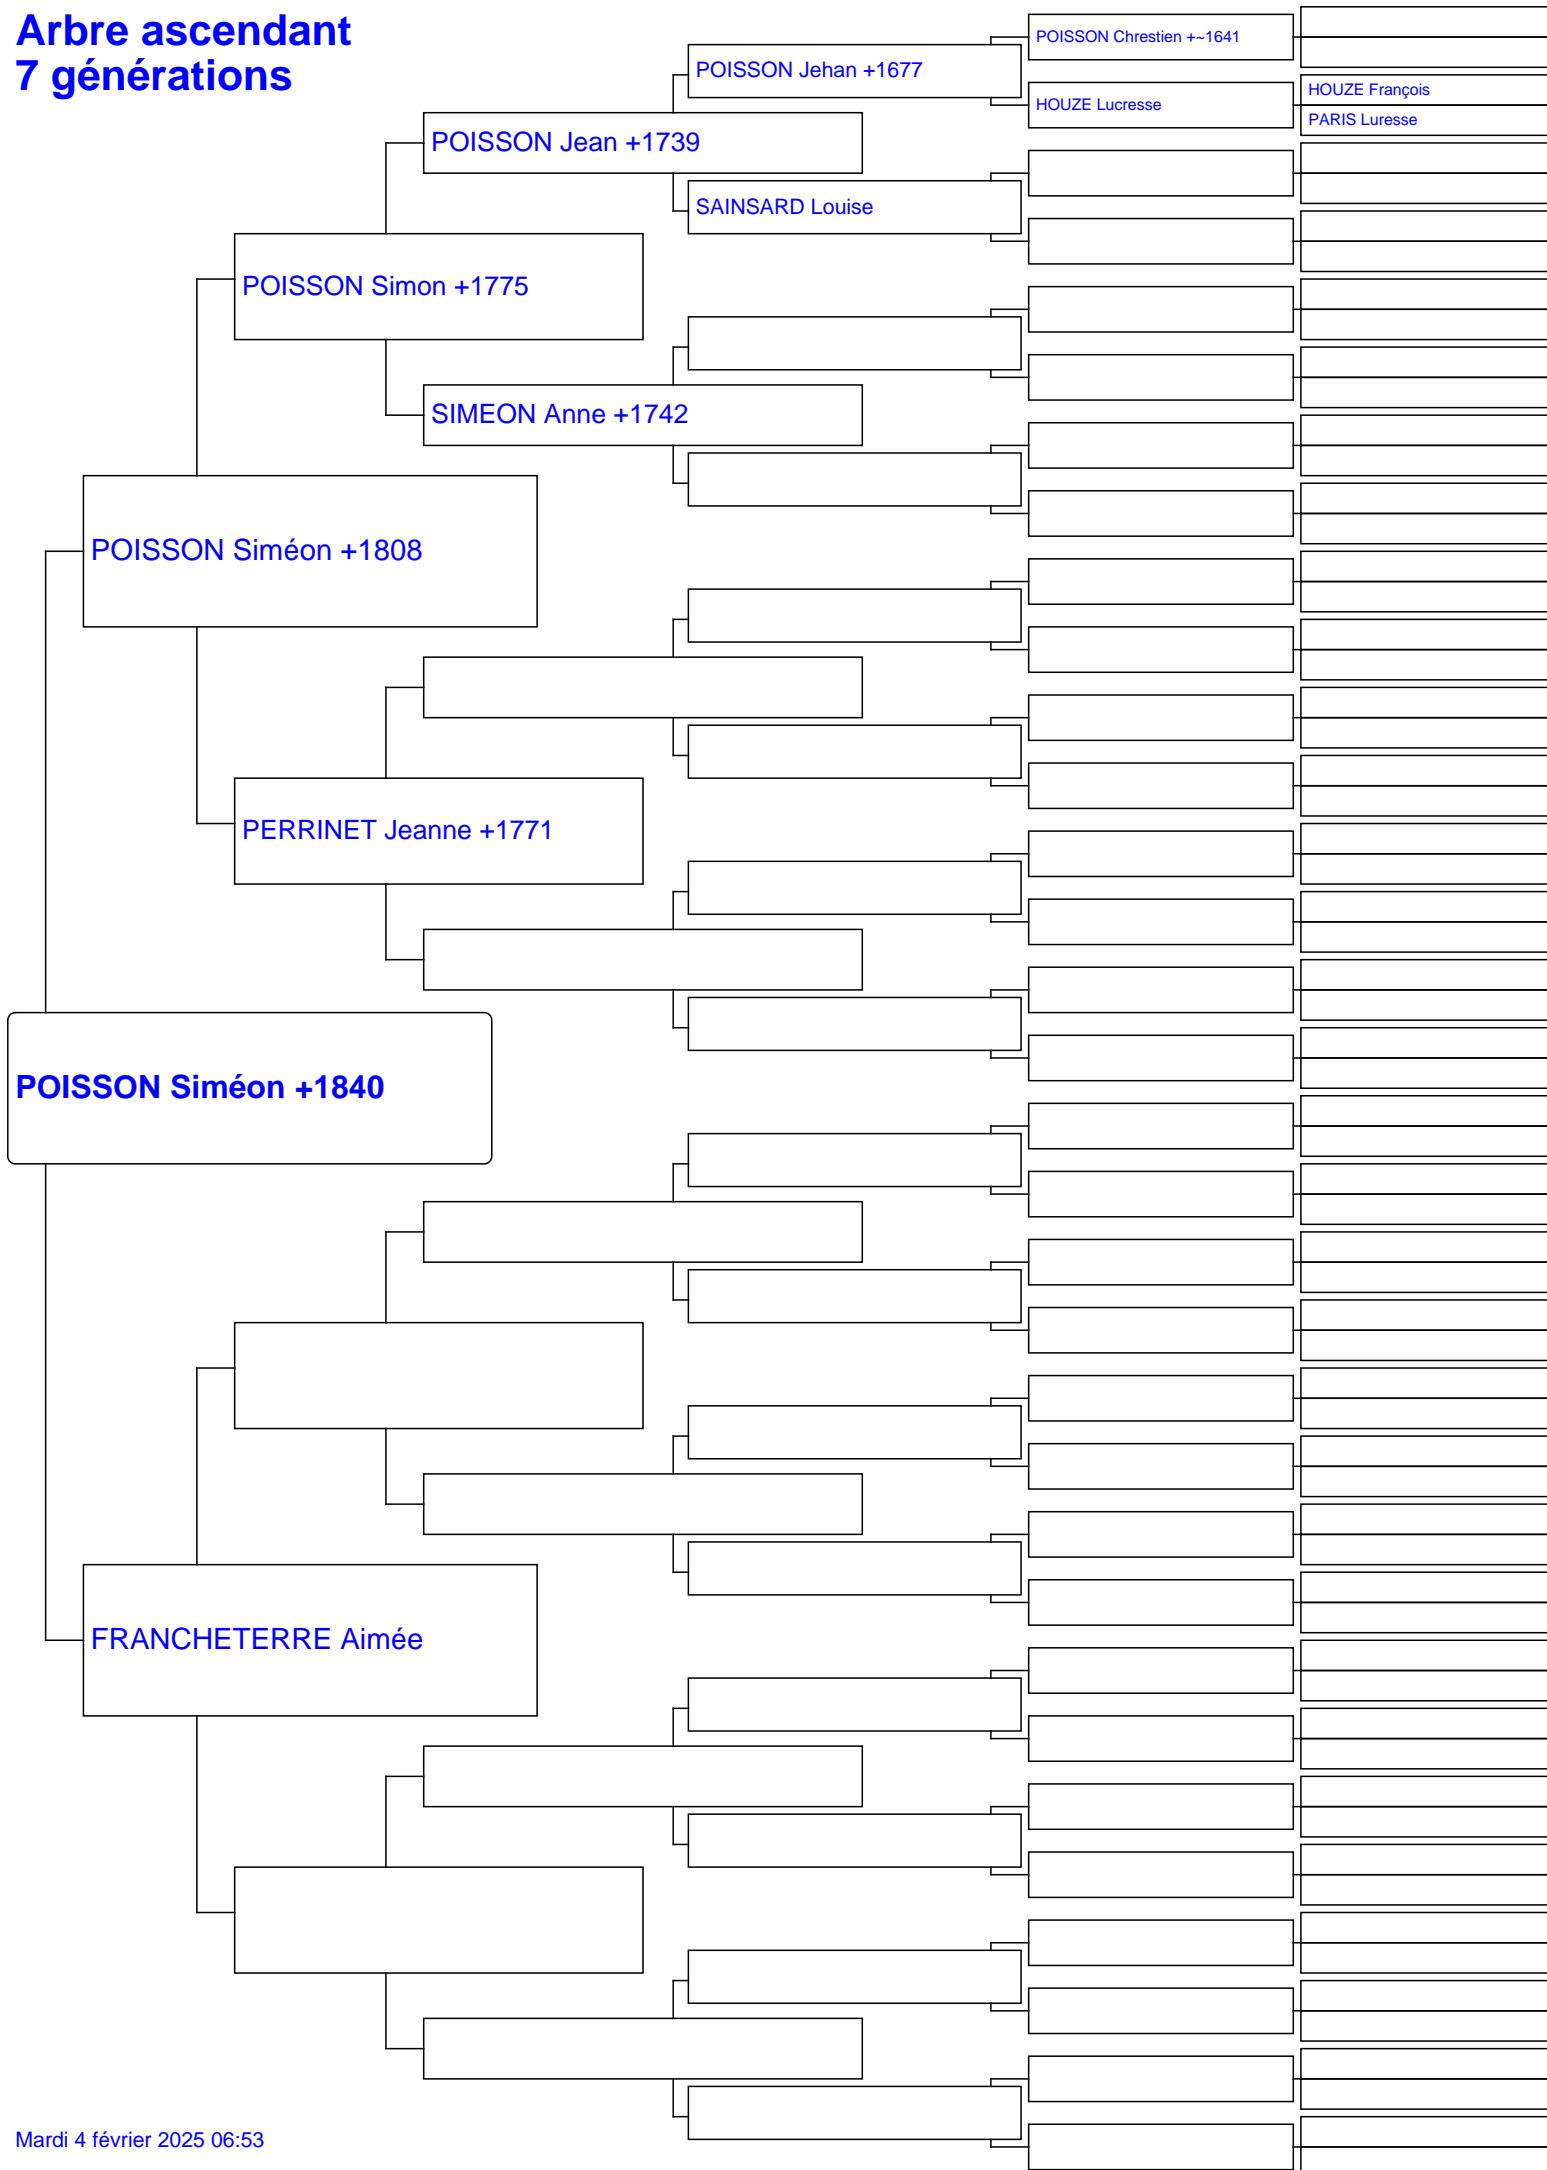 Arbre ascendant
7 générations
POISSON Chrestien +~1641
POISSON Jehan +1677
HOUZE François
HOUZE Lucresse
PARIS Luresse
POISSON Jean +1739
SAINSARD Louise
POISSON Simon +1775
SIMEON Anne +1742
POISSON Siméon +1808
PERRINET Jeanne +1771
POISSON Siméon +1840
FRANCHETERRE Aimée
Mardi 4 février 2025 06:53